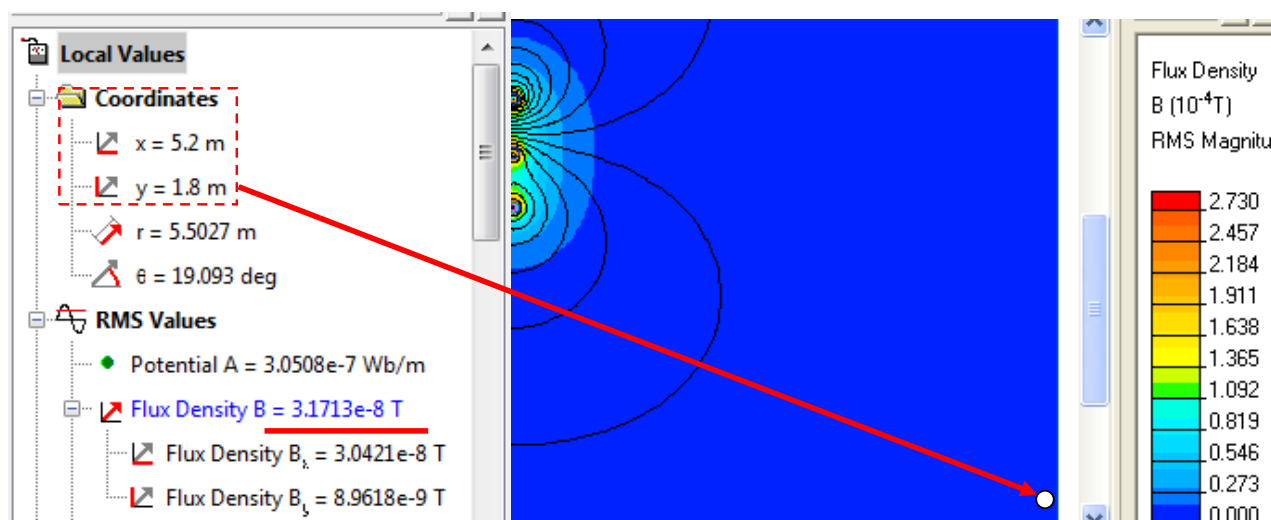 Local Values
Coordinates
x = 5.2 m
y = 1.8 m
r = 5.5027 m
θ = 19.093 deg
RMS Values
Potential A = 3.0508e-7 Wb/m
Flux Density B = 3.1713e-8 T
Flux Density Bₓ = 3.0421e-8 T
Flux Density Bᵧ = 8.9618e-9 T
Flux Density
B (10⁻⁴T)
RMS Magnitu
2.730
2.457
2.184
1.911
1.638
1.365
1.092
0.819
0.546
0.273
0.000